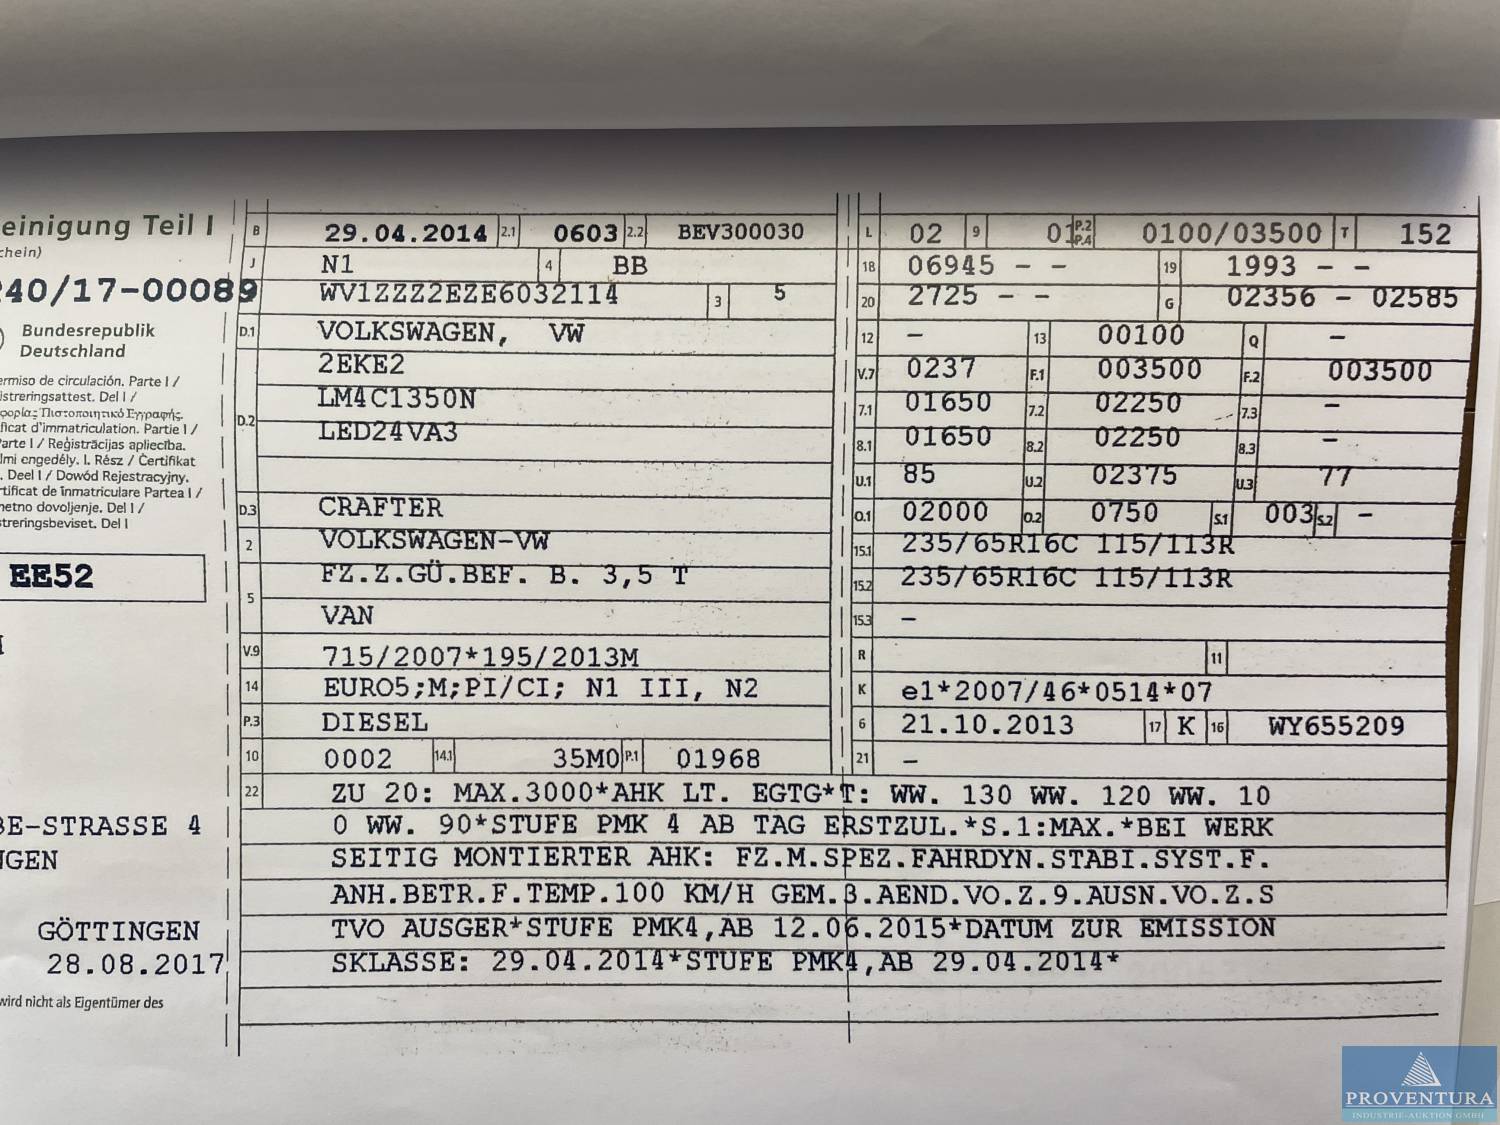 einigung Teil I
chein)
240/17-00089
Bundesrepublik
Deutschland
ermiso de circulación. Parte I /
istreringsattest. Del I /
φορίας Πιστοποιητικό Εγγραφής.
ficat d'immatriculation. Partie I /
Parte I / Reģistrācijas apliecība.
lmi engedély. I. Rész / Ċertifikat
. Deel I / Dowód Rejestracyjny.
rtificat de înmatriculare Partea I /
metno dovoljenje. Del I /
streringsbeviset. Del I
EE52
BE-STRASSE 4
NGEN
GÖTTINGEN
28.08.2017
wird nicht als Eigentümer des
B 29.04.2014 2.1 0603 2.2 BEV300030
J N1 4 BB
WV1ZZZ2EZE6032114 3 5
D.1 VOLKSWAGEN, VW
D.2 2EKE2
LM4C1350N
LED24VA3
D.3 CRAFTER
2 VOLKSWAGEN-VW
5 FZ.Z.GÜ.BEF. B. 3,5 T
VAN
V.9 715/2007*195/2013M
14 EURO5;M;PI/CI; N1 III, N2
P.3 DIESEL
10 0002 14.1 35M0 P.1 01968
L 02 9 01 P.2 P.4 0100/03500 T 152
18 06945 - - 19 1993 - -
20 2725 - - G 02356 - 02585
12 - 13 00100 Q -
V.7 0237 F.1 003500 F.2 003500
7.1 01650 7.2 02250 7.3 -
8.1 01650 8.2 02250 8.3 -
U.1 85 U.2 02375 U.3 77
O.1 02000 O.2 0750 S.1 003 S.2 -
15.1 235/65R16C 115/113R
15.2 235/65R16C 115/113R
15.3 -
R 11
K e1*2007/46*0514*07
6 21.10.2013 17 K 16 WY655209
21 -
22 ZU 20: MAX.3000*AHK LT. EGTG*T: WW. 130 WW. 120 WW. 10
0 WW. 90*STUFE PMK 4 AB TAG ERSTZUL.*S.1:MAX.*BEI WERK
SEITIG MONTIERTER AHK: FZ.M.SPEZ.FAHRDYN.STABI.SYST.F.
ANH.BETR.F.TEMP.100 KM/H GEM.3.AEND.VO.Z.9.AUSN.VO.Z.S
TVO AUSGER*STUFE PMK4,AB 12.06.2015*DATUM ZUR EMISSION
SKLASSE: 29.04.2014*STUFE PMK4,AB 29.04.2014*
PROVENTURA
INDUSTRIE-AUKTION GMBH